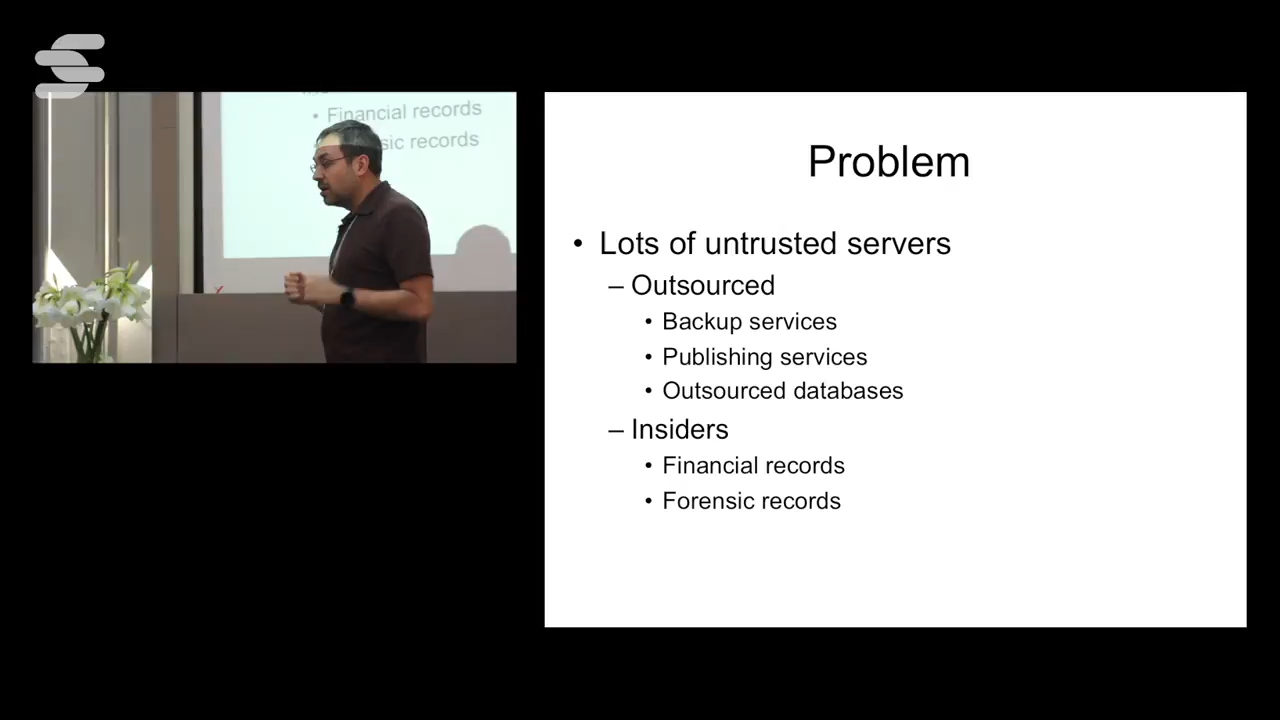 • Financial records
sic records
Problem
• Lots of untrusted servers
– Outsourced
• Backup services
• Publishing services
• Outsourced databases
– Insiders
• Financial records
• Forensic records